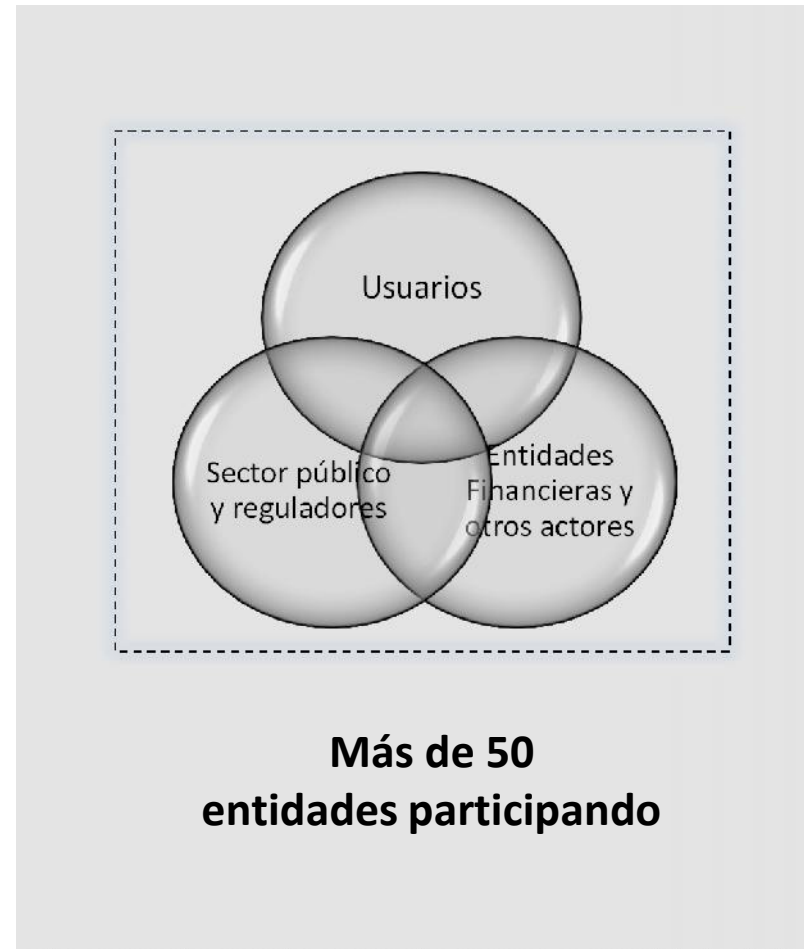 Usuarios
Sector público
y reguladores
Entidades
Financieras y
otros actores
Más de 50
entidades participando